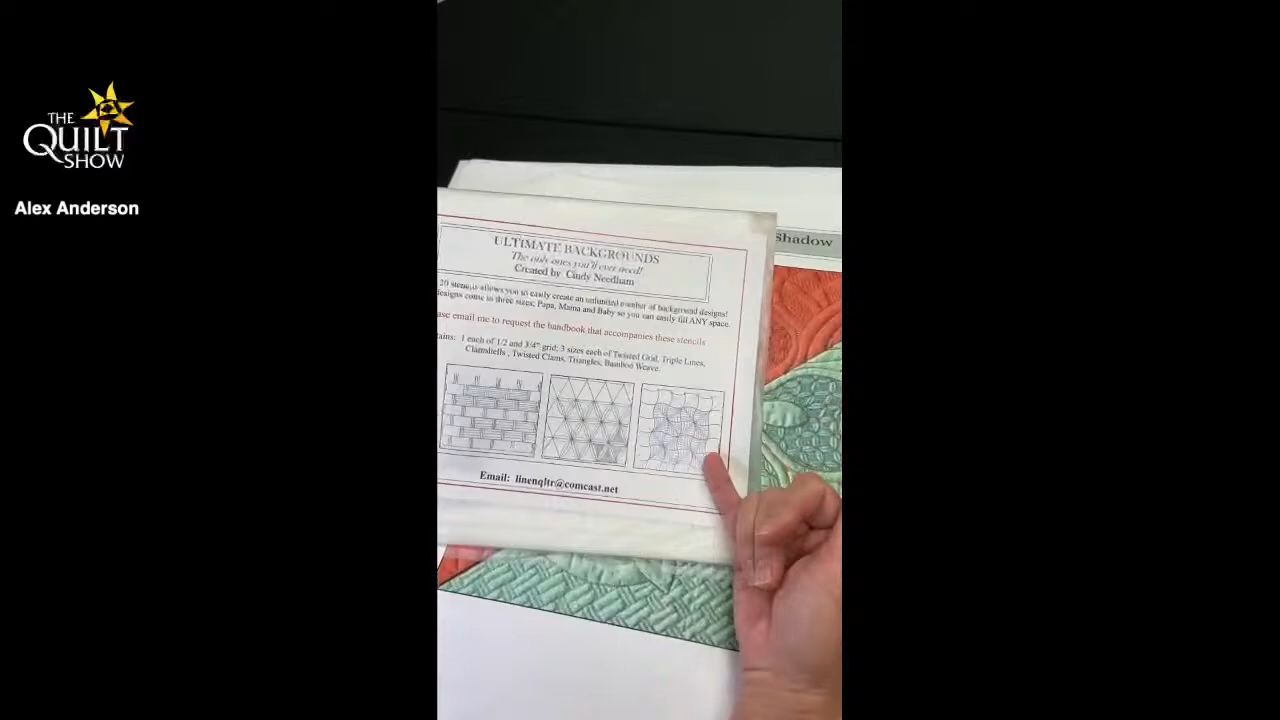 THE
QUILT
SHOW
Alex Anderson
Shadow
ULTIMATE BACKGROUNDS
The only ones you'll ever need!
Created by Cindy Needham
20 stencils allows you to easily create an unlimited number of background designs!
designs come in three sizes; Papa, Mama and Baby so you can easily fill ANY space.
ase email me to request the handbook that accompanies these stencils
tains: 1 each of 1/2 and 3/4" grid; 3 sizes each of Twisted Grid, Triple Lines,
Clamshells, Twisted Clams, Triangles, Bamboo Weave.
Email: linenqltr@comcast.net